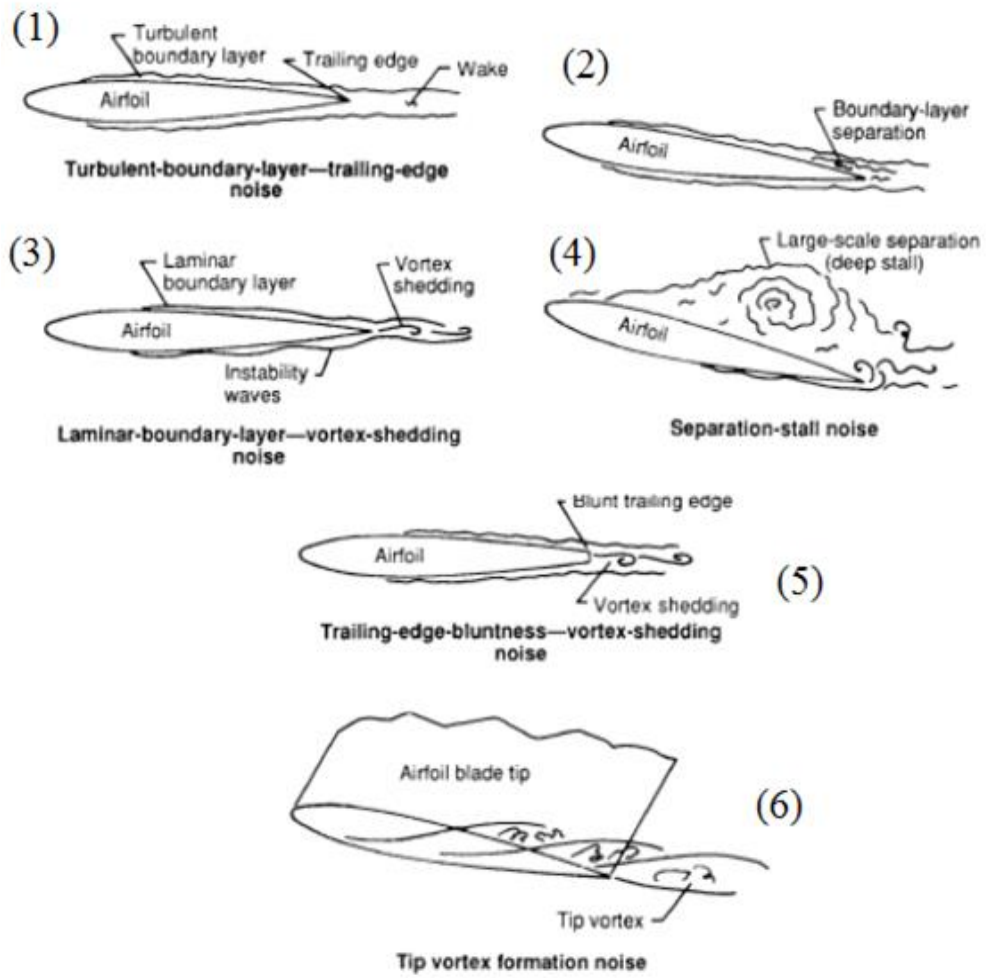 (1)
Turbulent
boundary layer
Trailing edge
Wake
Airfoil
Turbulent-boundary-layer—trailing-edge
noise
(2)
Boundary-layer
separation
Airfoil
(3)
Laminar
boundary layer
Vortex
shedding
Airfoil
Instability
waves
Laminar-boundary-layer—vortex-shedding
noise
(4)
Large-scale separation
(deep stall)
Airfoil
Separation-stall noise
Blunt trailing edge
Airfoil
(5)
Vortex shedding
Trailing-edge-bluntness—vortex-shedding
noise
Airfoil blade tip
(6)
Tip vortex
Tip vortex formation noise